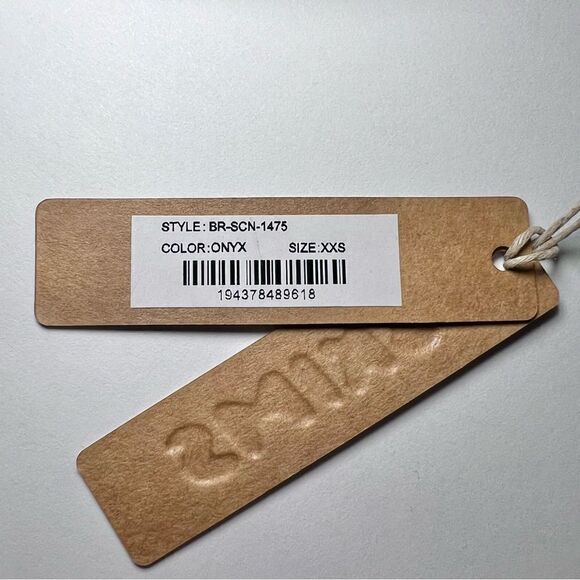 STYLE: BR-SCN-1475
COLOR:ONYX SIZE:XXS
194378489618